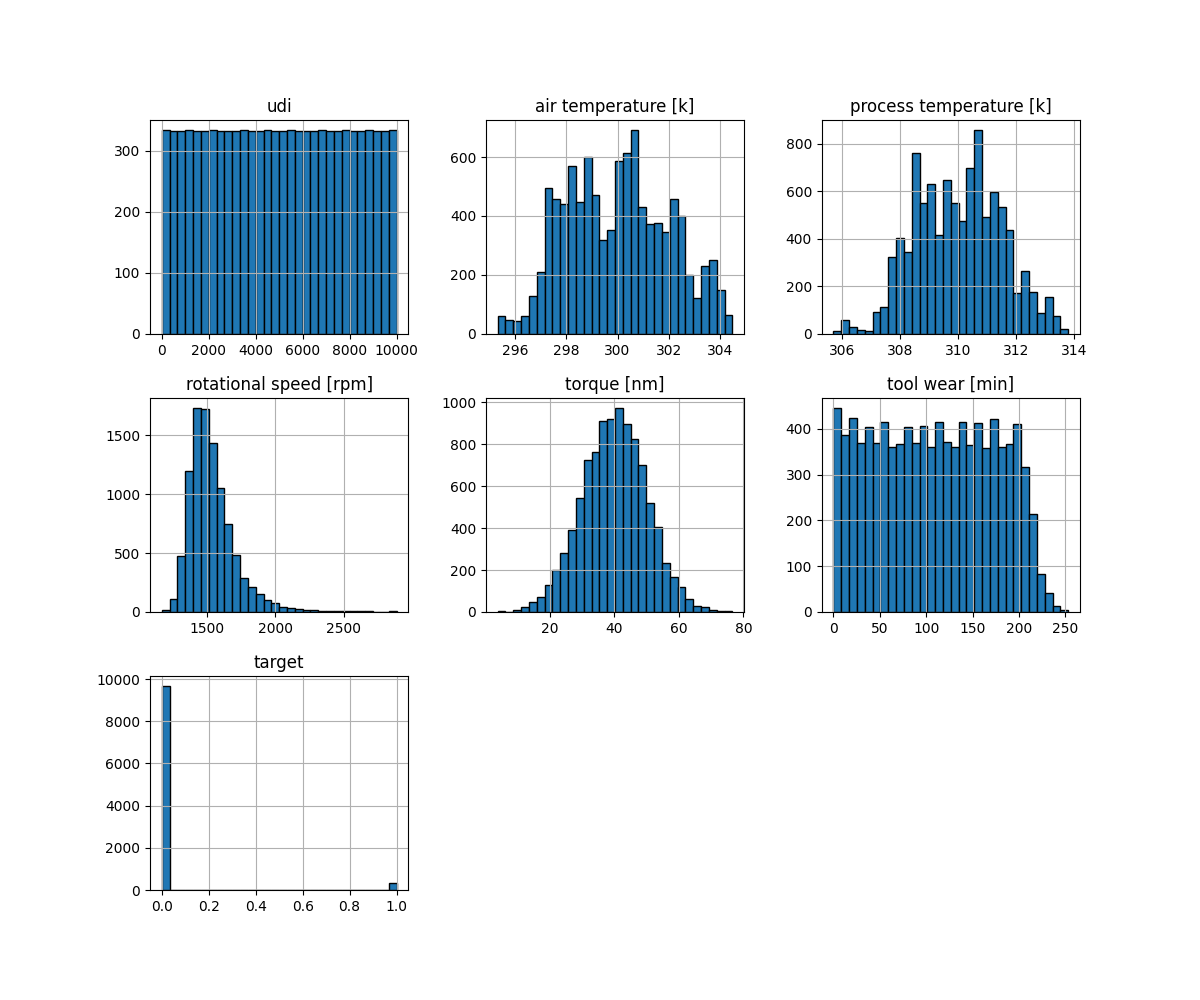 udi
300
200
100
0
0 2000 4000 6000 8000 10000
air temperature [k]
600
400
200
0
296 298 300 302 304
process temperature [k]
800
600
400
200
0
306 308 310 312 314
rotational speed [rpm]
1500
1000
500
0
1500 2000 2500
torque [nm]
1000
800
600
400
200
0
20 40 60 80
tool wear [min]
400
300
200
100
0
0 50 100 150 200 250
target
10000
8000
6000
4000
2000
0
0.0 0.2 0.4 0.6 0.8 1.0